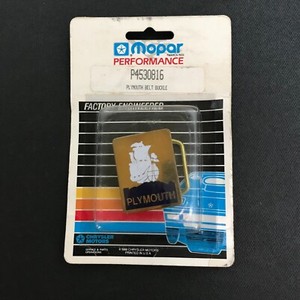 Mopar
PERFORMANCE
P4530816
PLYMOUTH BELT BUCKLE
FACTORY ENGINEERED
PLYMOUTH
CHRYSLER
MOTORS
PRINTED IN U.S.A.